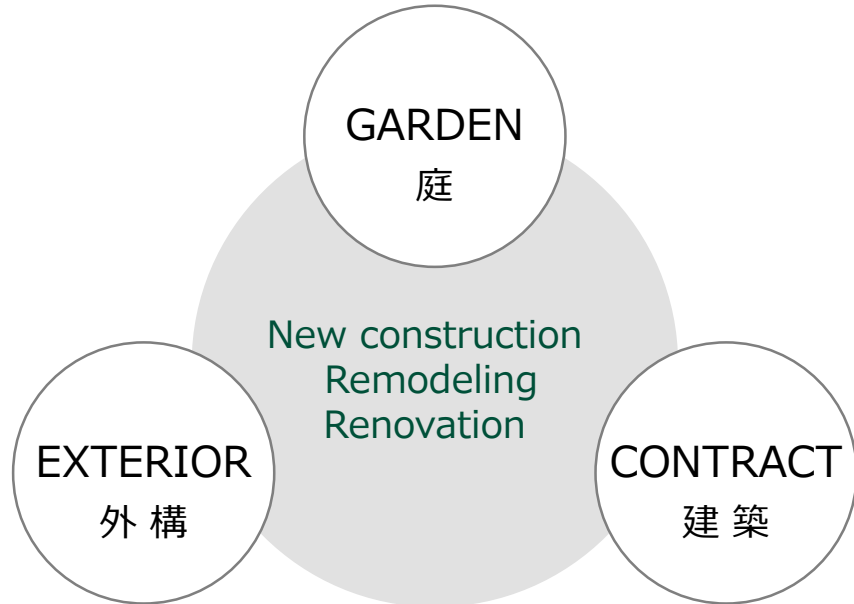 GARDEN
庭
New construction
Remodeling
Renovation
EXTERIOR
外 構
CONTRACT
建 築